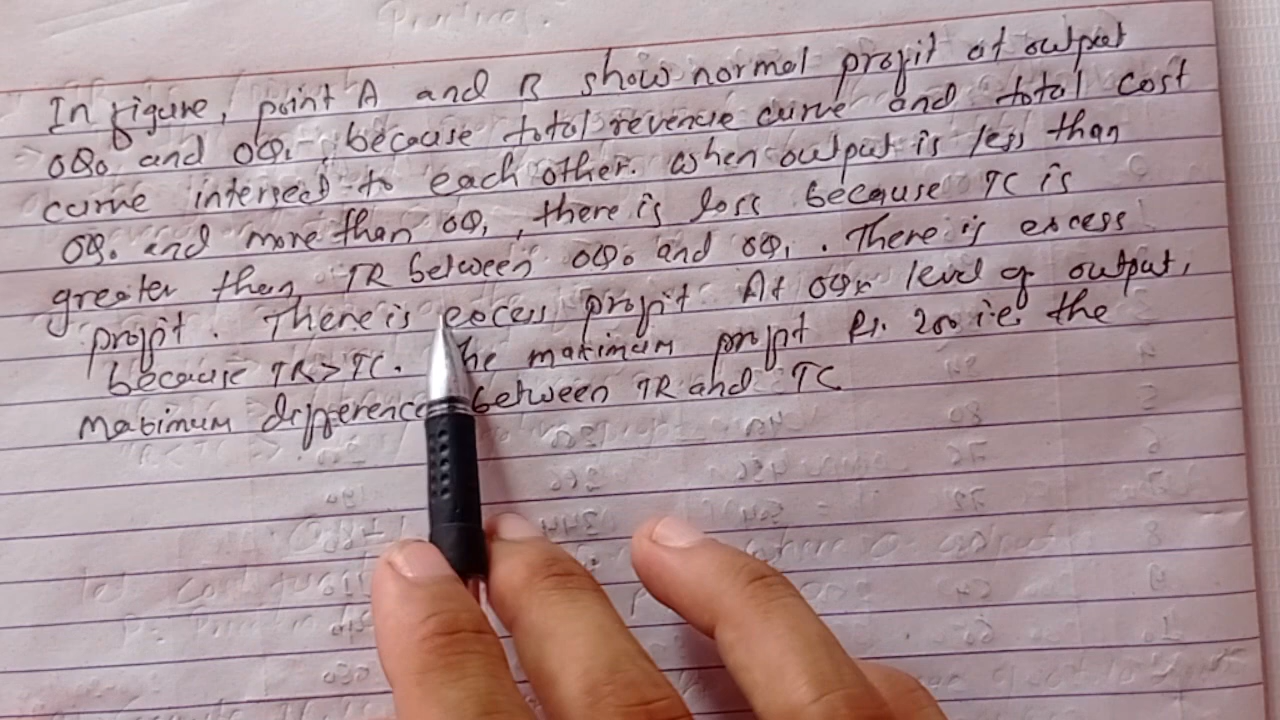 In figure, point A and B show normal profit at output
OQ0 and OQ1, because total revenue curve and total cost
curve intersect to each other. When output is less than
OQ0 and more than OQ1, there is loss because TC is
greater than TR between OQ0 and OQ1. There is excess
profit. There is excess profit At OQn level of output,
because TR>TC. The maximum profit Rs. 200 i.e. the
maximum difference between TR and TC